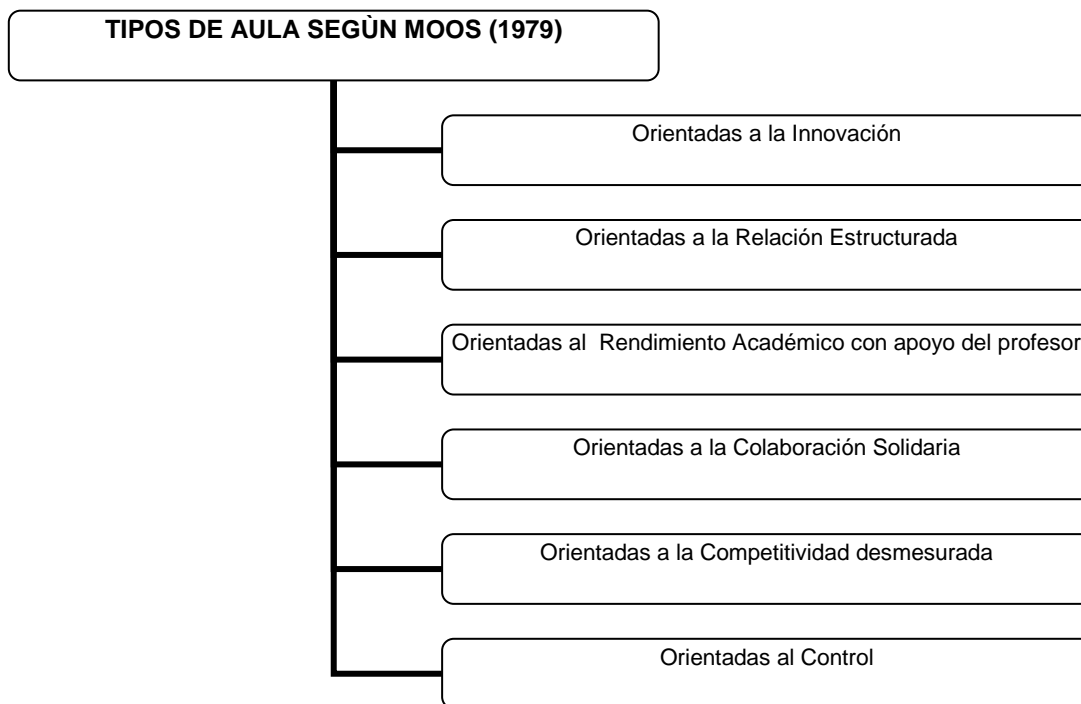 TIPOS DE AULA SEGÙN MOOS (1979)
Orientadas a la Innovación
Orientadas a la Relación Estructurada
Orientadas al  Rendimiento Académico con apoyo del profesor
Orientadas a la Colaboración Solidaria
Orientadas a la Competitividad desmesurada
Orientadas al Control